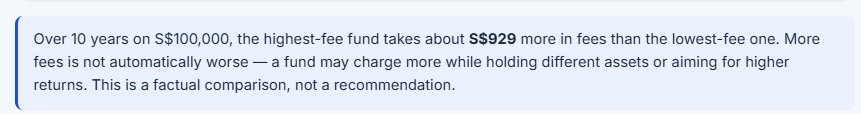 Over 10 years on S$100,000, the highest-fee fund takes about S$929 more in fees than the lowest-fee one. More
fees is not automatically worse — a fund may charge more while holding different assets or aiming for higher
returns. This is a factual comparison, not a recommendation.